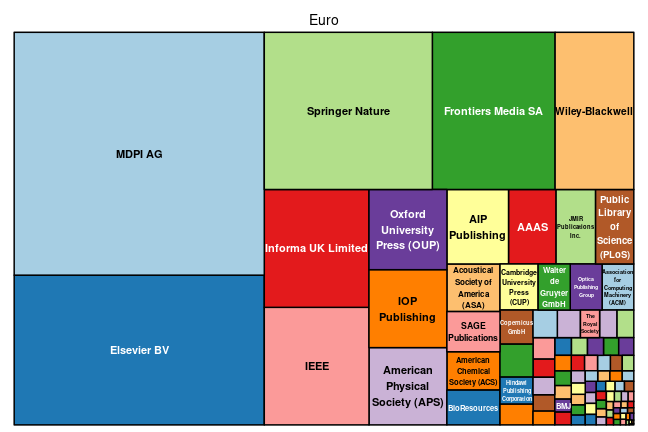 Euro
MDPI AG
Elsevier BV
Springer Nature
Frontiers Media SA
Wiley-Blackwell
Informa UK Limited
IEEE
Oxford
University
Press (OUP)
IOP
Publishing
American
Physical
Society (APS)
AIP
Publishing
AAAS
JMIR
Publications
Inc.
Public
Library
of
Science
(PLoS)
Acoustical
Society of
America
(ASA)
SAGE
Publications
American
Chemical
Society (ACS)
BioResources
Cambridge
University
Press
(CUP)
Walter
de
Gruyter
GmbH
Optica
Publishing
Group
Association
for
Computing
Machinery
(ACM)
Copernicus
GmbH
The
Royal
Society
Hindawi
Publishing
Corporation
BMJ